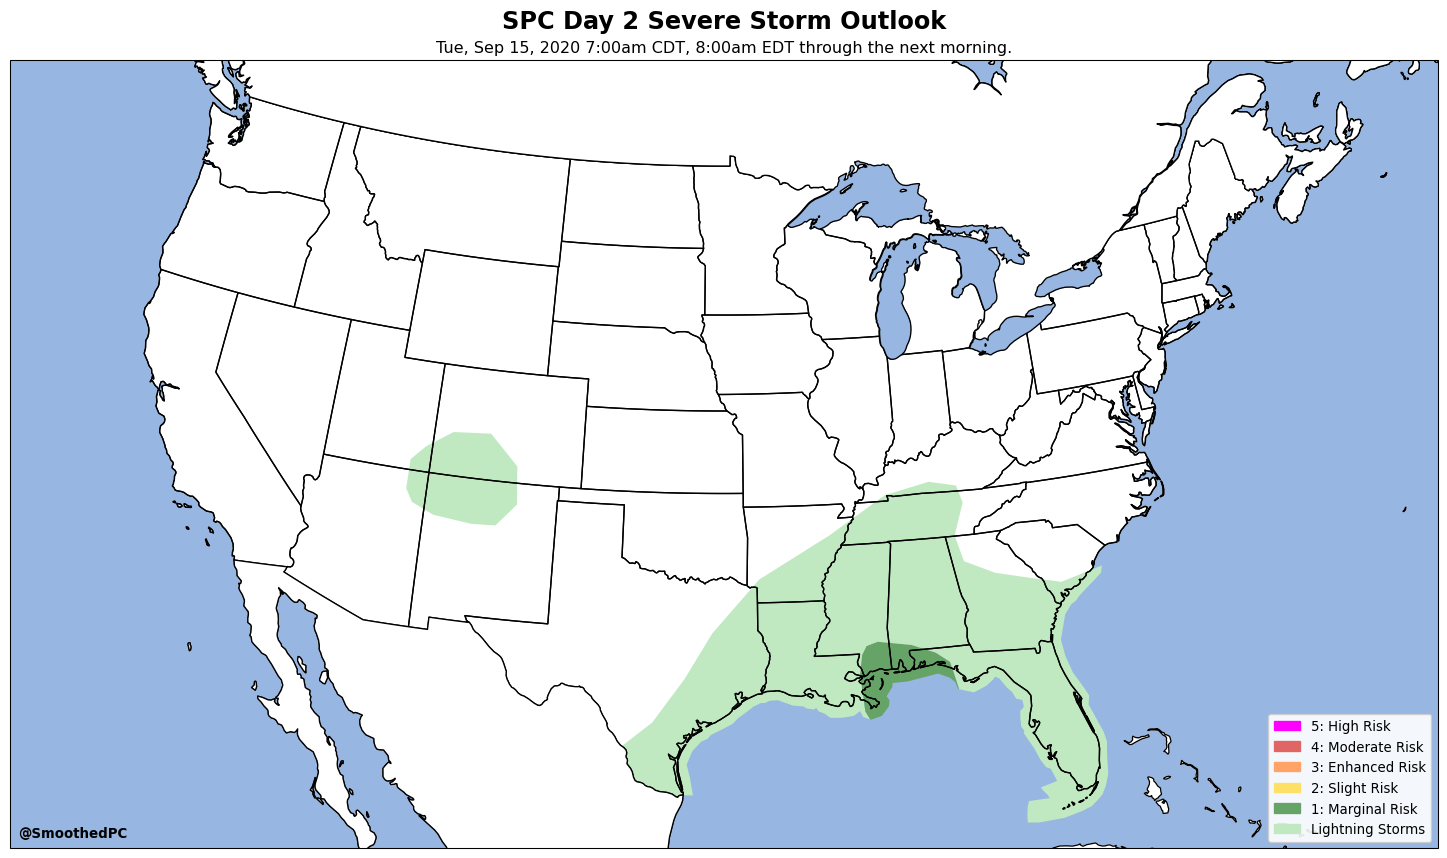 SPC Day 2 Severe Storm Outlook
Tue, Sep 15, 2020 7:00am CDT, 8:00am EDT through the next morning.
5: High Risk
4: Moderate Risk
3: Enhanced Risk
2: Slight Risk
1: Marginal Risk
Lightning Storms
@SmoothedPC